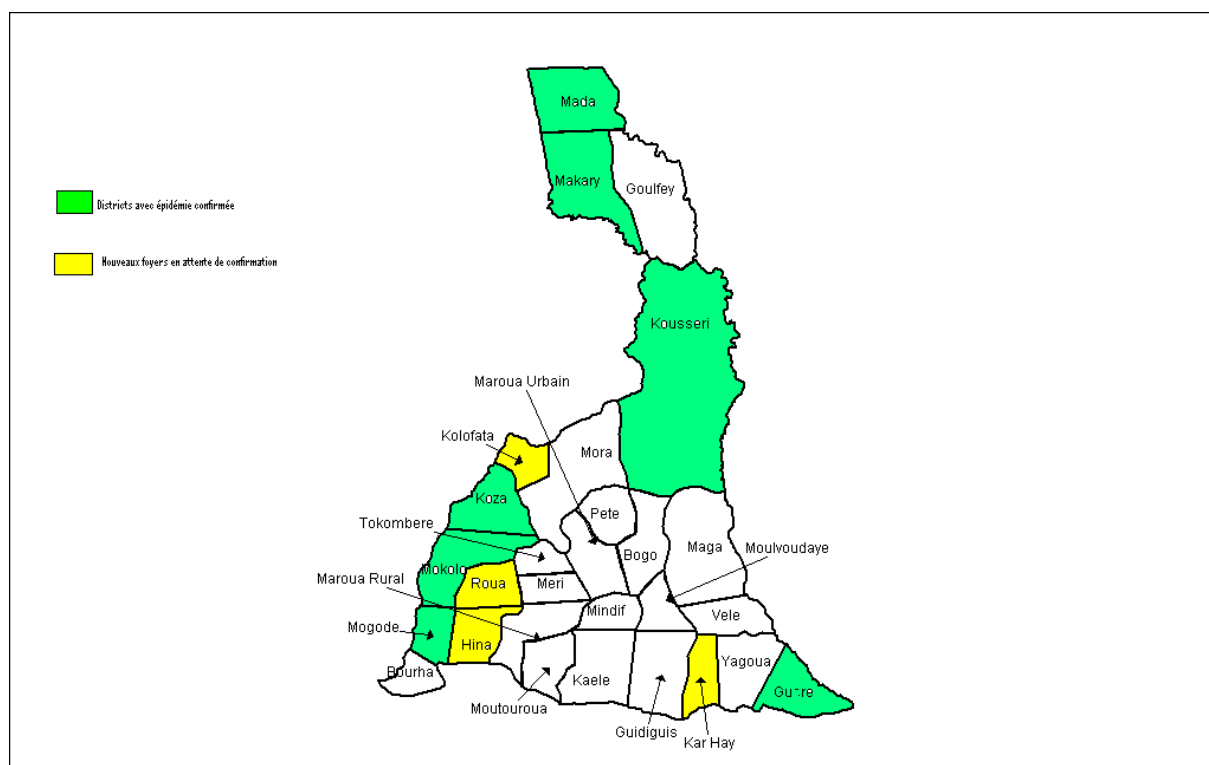 Mada
Makary
Goulfey
Districts avec épidémie confirmée
Nouveaux foyers en attente de confirmation
Kousseri
Maroua Urbain
Kolofata
Mora
Koza
Pete
Tokombere
Bogo
Maga
Moulvoudaye
Mokolo
Roua
Meri
Maroua Rural
Mindif
Vele
Mogode
Hina
Bourha
Kaele
Yagoua
Moutouroua
Guidiguis
Kar Hay